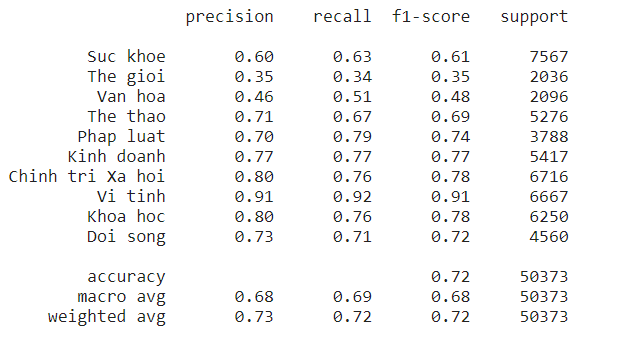 precision recall f1-score support
Suc khoe 0.60 0.63 0.61 7567
The gioi 0.35 0.34 0.35 2036
Van hoa 0.46 0.51 0.48 2096
The thao 0.71 0.67 0.69 5276
Phap luat 0.70 0.79 0.74 3788
Kinh doanh 0.77 0.77 0.77 5417
Chinh tri Xa hoi 0.80 0.76 0.78 6716
Vi tinh 0.91 0.92 0.91 6667
Khoa hoc 0.80 0.76 0.78 6250
Doi song 0.73 0.71 0.72 4560
accuracy 0.72 50373
macro avg 0.68 0.69 0.68 50373
weighted avg 0.73 0.72 0.72 50373